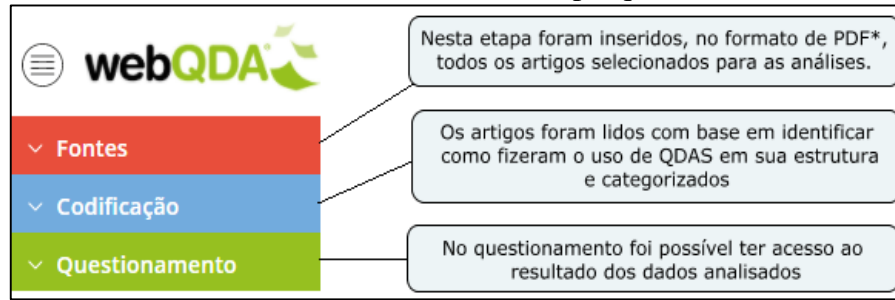 webQDA
Nesta etapa foram inseridos, no formato de PDF*,
todos os artigos selecionados para as análises.
Fontes
Os artigos foram lidos com base em identificar
como fizeram o uso de QDAS em sua estrutura
e categorizados
Codificação
Questionamento
No questionamento foi possível ter acesso ao
resultado dos dados analisados